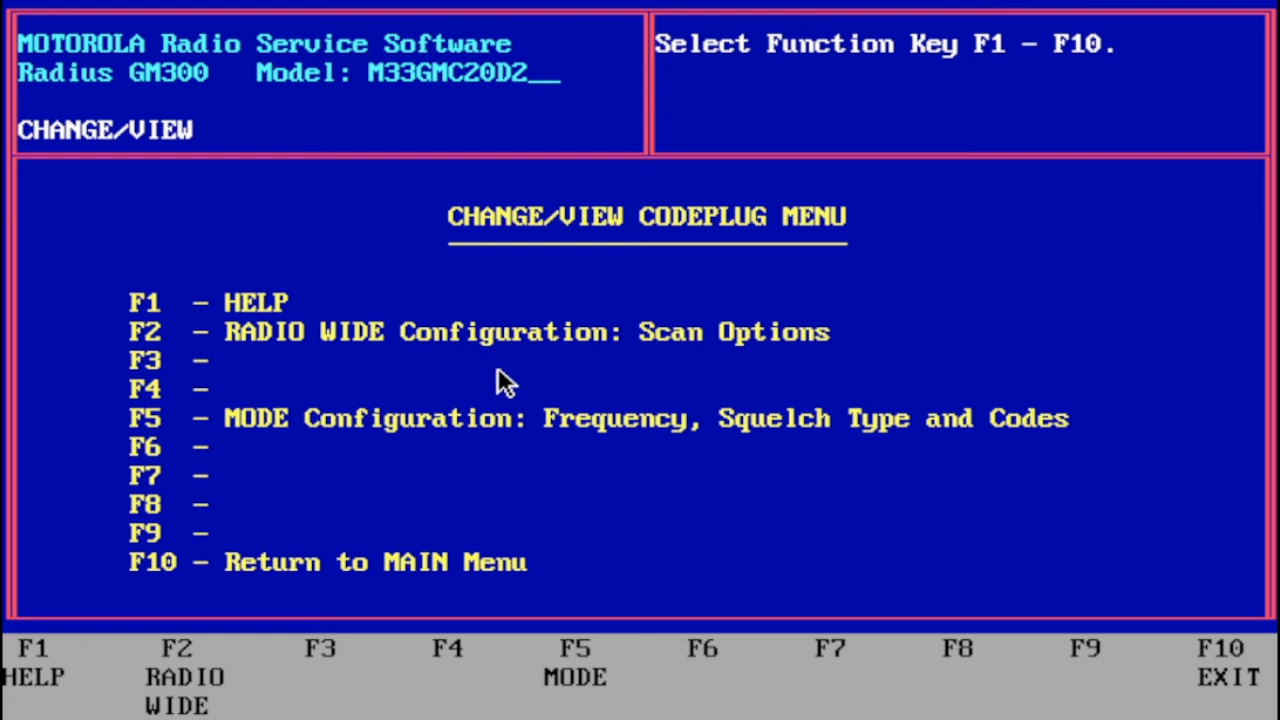 MOTOROLA Radio Service Software
Radius GM300   Model: M33GMC20D2__
CHANGE/VIEW
Select Function Key F1 - F10.
CHANGE/VIEW CODEPLUG MENU
F1  - HELP
F2  - RADIO WIDE Configuration: Scan Options
F3  -
F4  -
F5  - MODE Configuration: Frequency, Squelch Type and Codes
F6  -
F7  -
F8  -
F9  -
F10 - Return to MAIN Menu
F1 F2 F3 F4 F5 F6 F7 F8 F9 F10
HELP RADIO MODE EXIT
WIDE